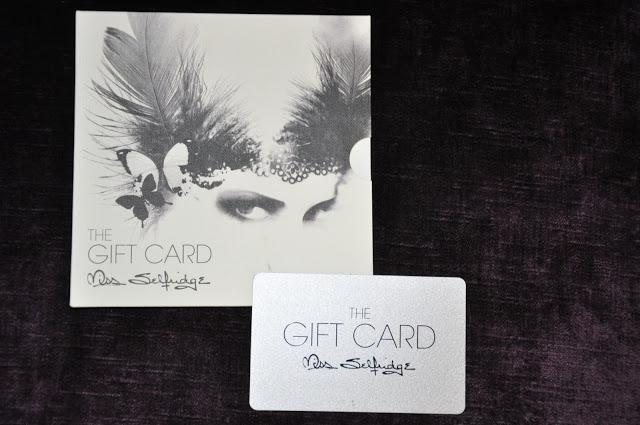 THE
GIFT CARD
Miss Selfridge
THE
GIFT CARD
Miss Selfridge